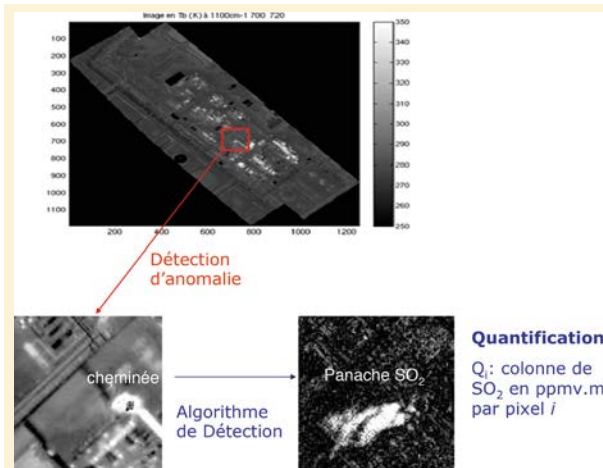 Image en Tb (K) à 1100cm-1 700 720
100
200
300
400
500
600
700
800
900
1000
1100
200
400
600
800
1000
1200
350
340
330
320
310
300
290
280
270
260
250
Détection
d'anomalie
cheminée
Algorithme
de Détection
Panache SO₂
Quantification
Qᵢ: colonne de
SO₂ en ppmv.m
par pixel i